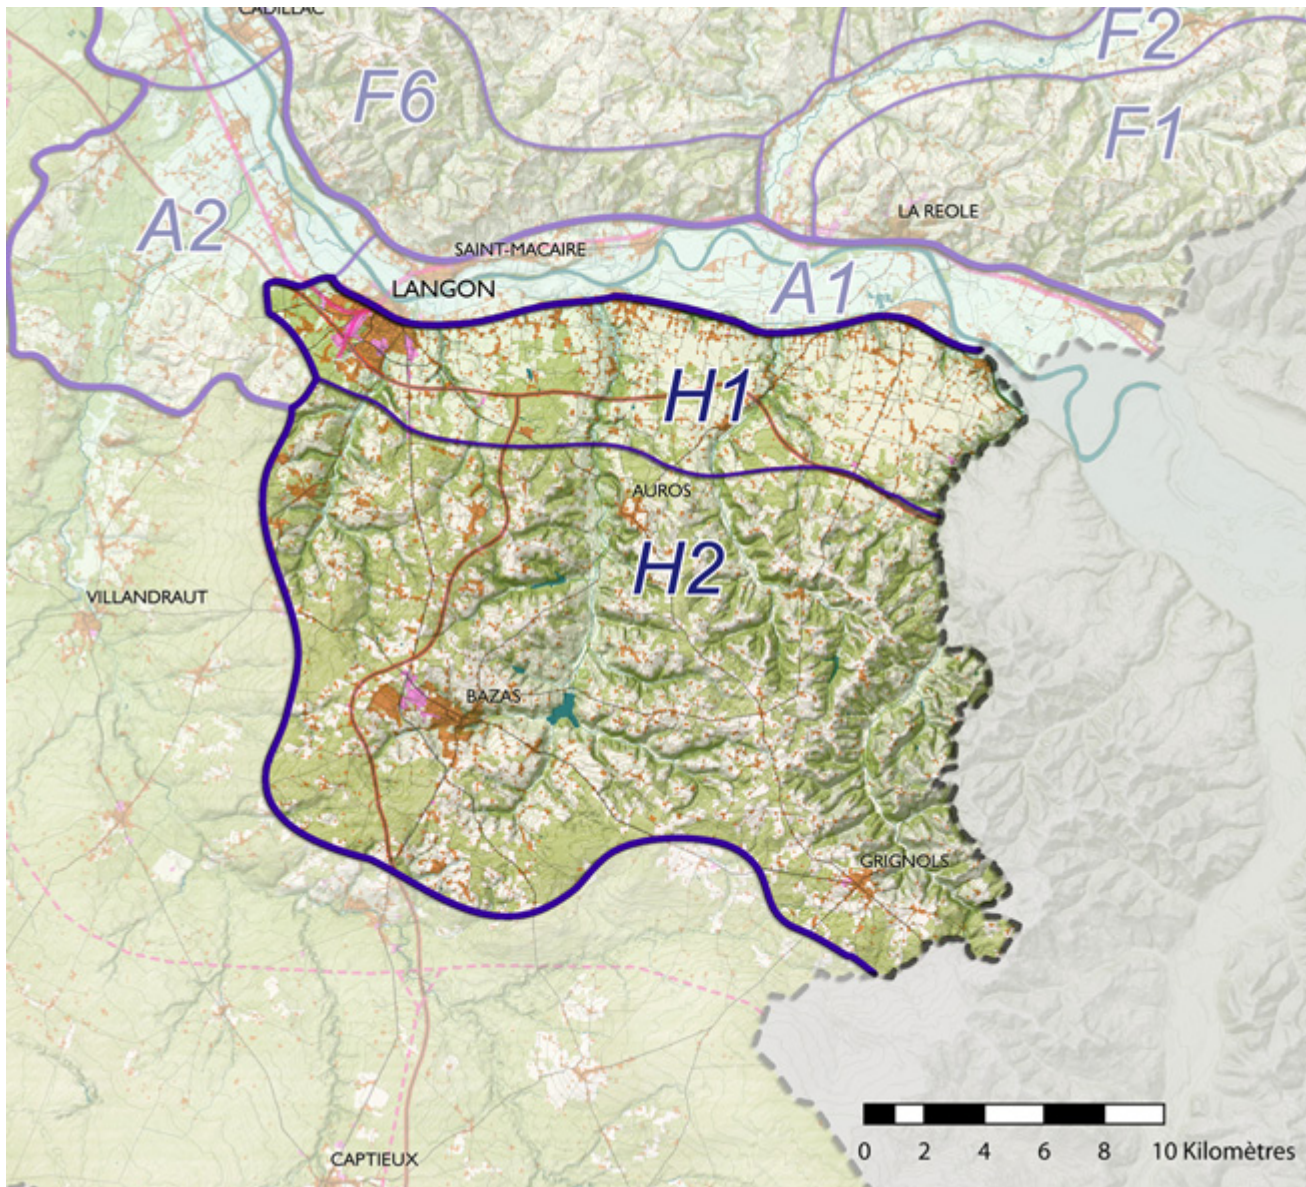 CADILLAC
F2
F6
F1
A2
LA REOLE
SAINT-MACAIRE
LANGON
A1
H1
AUROS
H2
VILLANDRAUT
BAZAS
GRIGNOLS
0 2 4 6 8 10 Kilomètres
CAPTIEUX